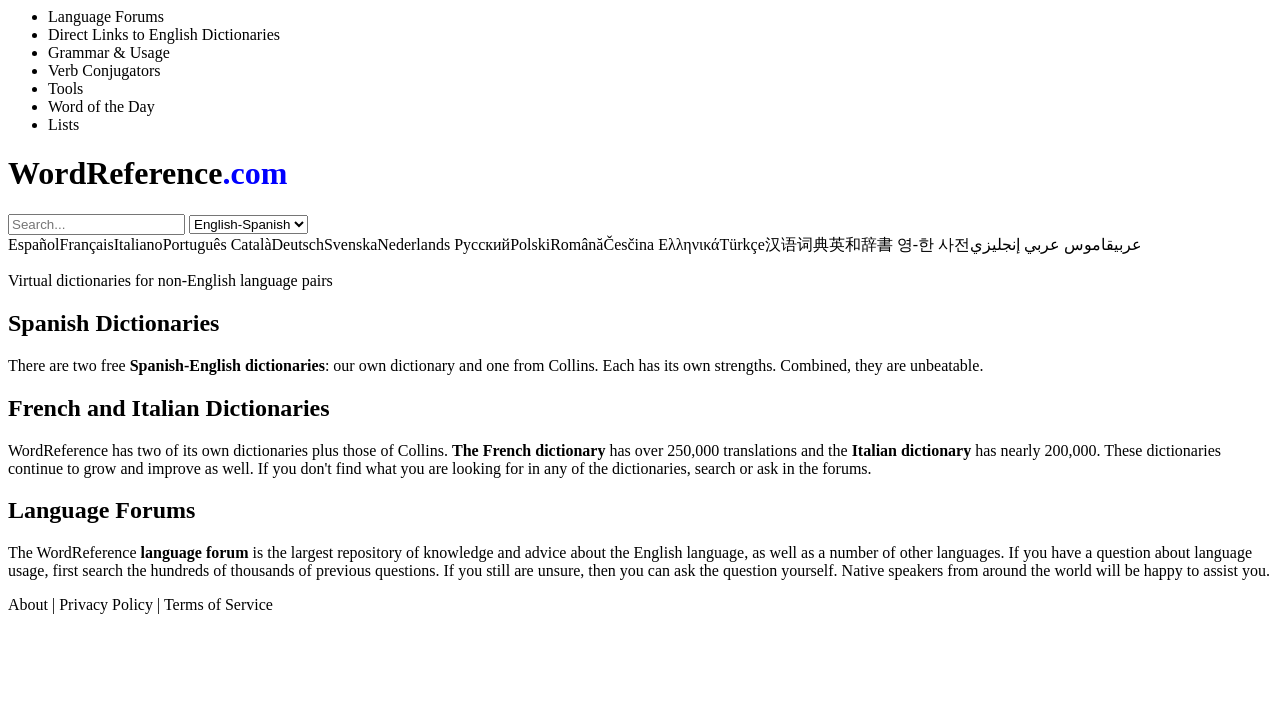 Language Forums
Direct Links to English Dictionaries
Grammar & Usage
Verb Conjugators
Tools
Word of the Day
Lists
WordReference.com
Search... English-Spanish
EspañolFrançaisItalianoPortuguês CatalàDeutschSvenskaNederlands РусскийPolskiRomânăČesčina ΕλληνικάTürkçe汉语词典英和辞書 영-한 사전عربيقاموس عربي إنجليزي
Virtual dictionaries for non-English language pairs
Spanish Dictionaries
There are two free Spanish-English dictionaries: our own dictionary and one from Collins. Each has its own strengths. Combined, they are unbeatable.
French and Italian Dictionaries
WordReference has two of its own dictionaries plus those of Collins. The French dictionary has over 250,000 translations and the Italian dictionary has nearly 200,000. These dictionaries
continue to grow and improve as well. If you don't find what you are looking for in any of the dictionaries, search or ask in the forums.
Language Forums
The WordReference language forum is the largest repository of knowledge and advice about the English language, as well as a number of other languages. If you have a question about language
usage, first search the hundreds of thousands of previous questions. If you still are unsure, then you can ask the question yourself. Native speakers from around the world will be happy to assist you.
About | Privacy Policy | Terms of Service